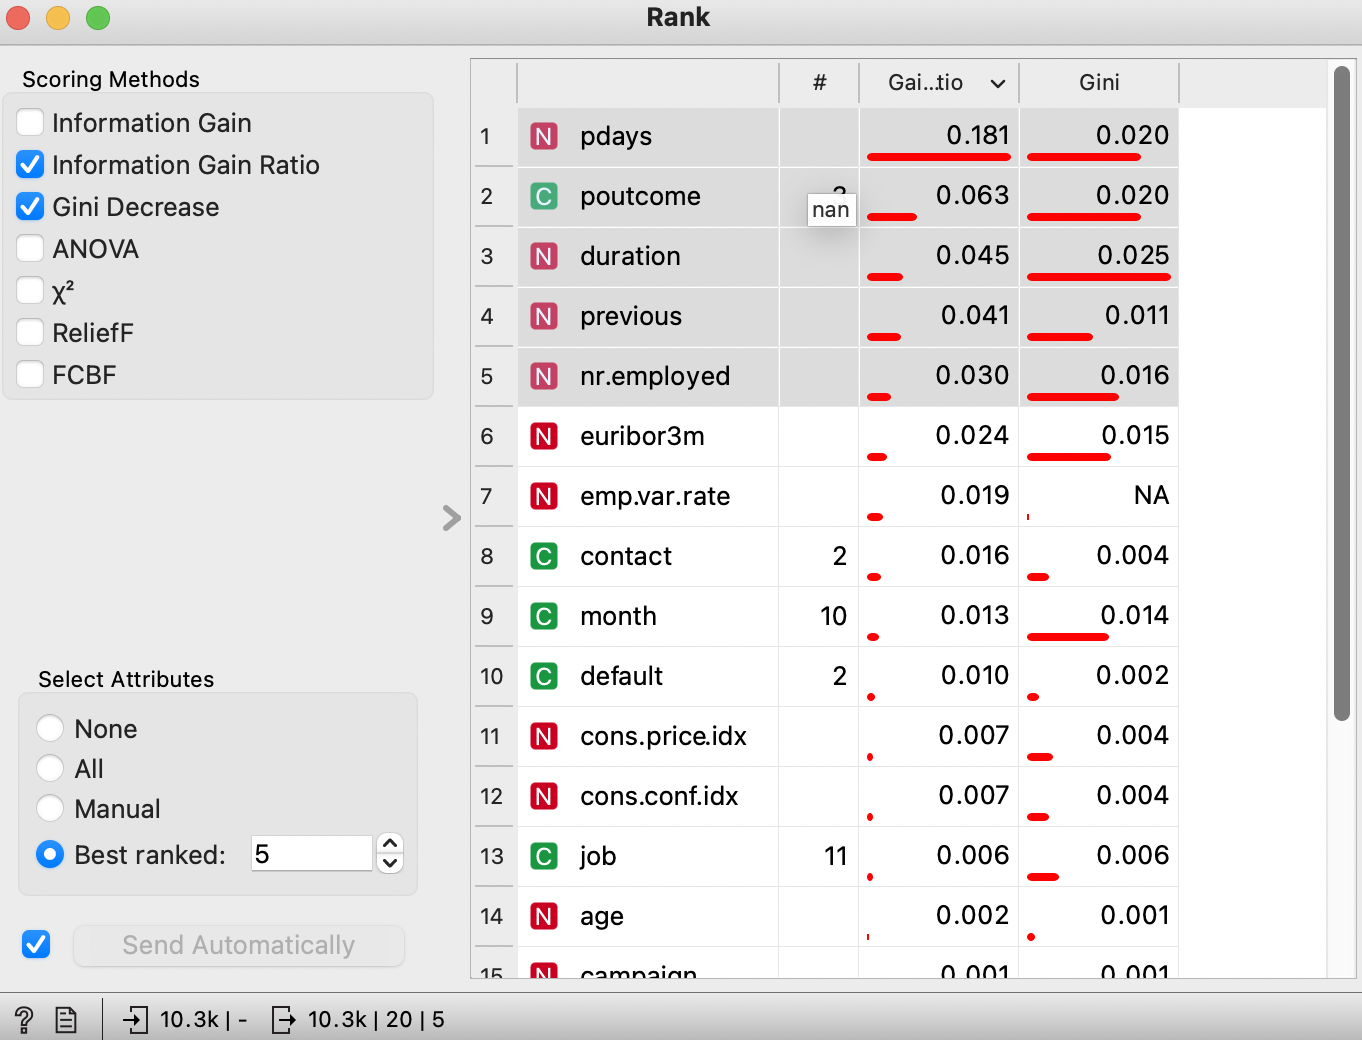 Rank
Scoring Methods
Information Gain
Information Gain Ratio
Gini Decrease
ANOVA
χ²
ReliefF
FCBF
Select Attributes
None
All
Manual
Best ranked: 5
Send Automatically
# Gai...tio Gini
1 N pdays 0.181 0.020
2 C poutcome 0.063 0.020
nan
3 N duration 0.045 0.025
4 N previous 0.041 0.011
5 N nr.employed 0.030 0.016
6 N euribor3m 0.024 0.015
7 N emp.var.rate 0.019 NA
8 C contact 2 0.016 0.004
9 C month 10 0.013 0.014
10 C default 2 0.010 0.002
11 N cons.price.idx 0.007 0.004
12 N cons.conf.idx 0.007 0.004
13 C job 11 0.006 0.006
14 N age 0.002 0.001
15 N campaign 0.001 0.001
? 10.3k | - 10.3k | 20 | 5